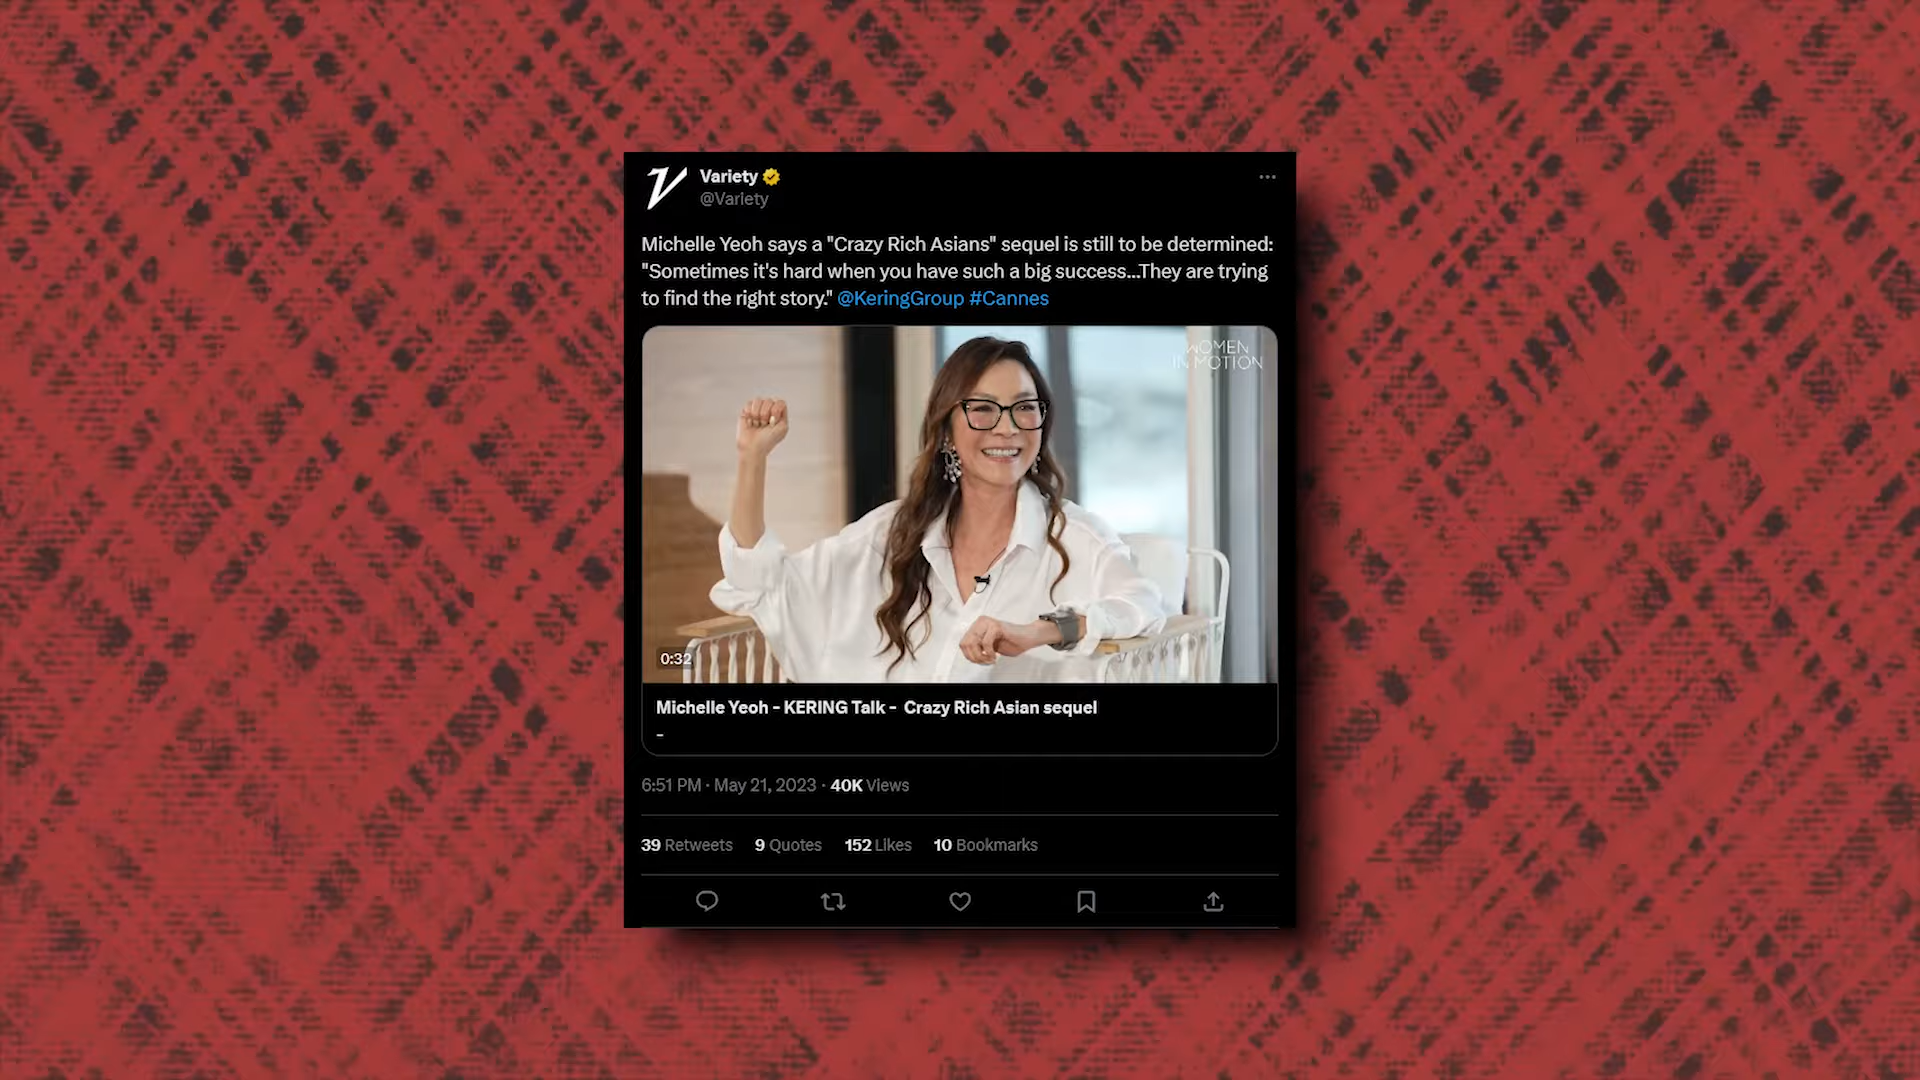 Variety
@Variety
Michelle Yeoh says a "Crazy Rich Asians" sequel is still to be determined:
"Sometimes it's hard when you have such a big success...They are trying
to find the right story." @KeringGroup #Cannes
WOMEN
IN MOTION
0:32
Michelle Yeoh - KERING Talk - Crazy Rich Asian sequel
-
6:51 PM · May 21, 2023 · 40K Views
39 Retweets 9 Quotes 152 Likes 10 Bookmarks